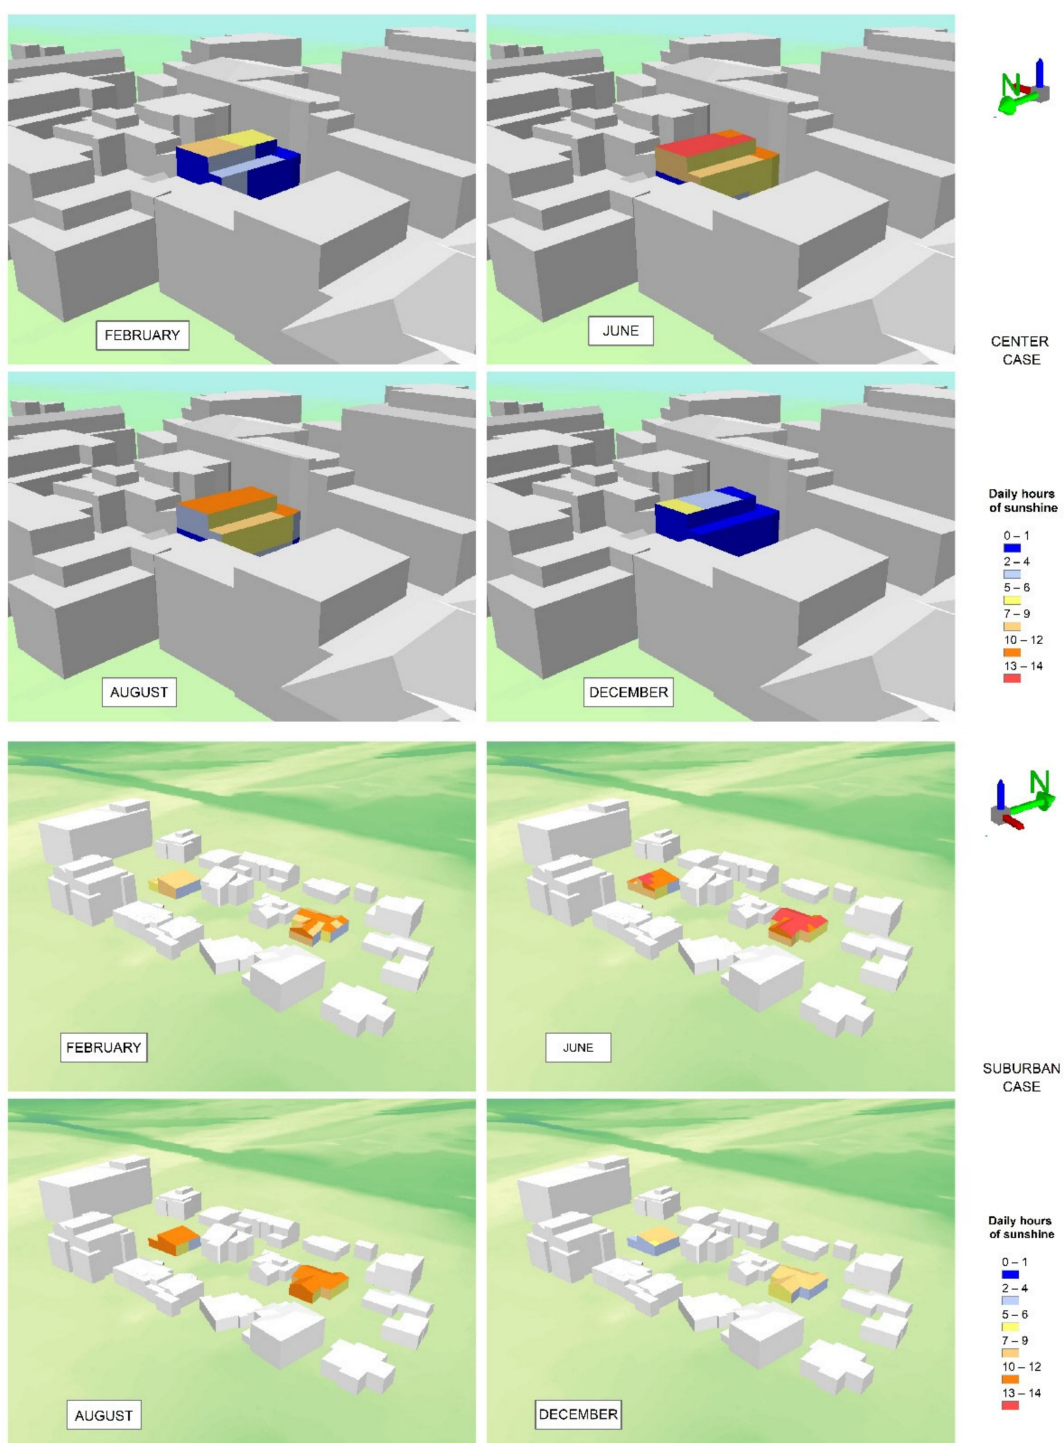 N
FEBRUARY
JUNE
CENTER
CASE
AUGUST
DECEMBER
Daily hours
of sunshine
0 – 1
2 – 4
5 – 6
7 – 9
10 – 12
13 – 14
N
FEBRUARY
JUNE
SUBURBAN
CASE
AUGUST
DECEMBER
Daily hours
of sunshine
0 – 1
2 – 4
5 – 6
7 – 9
10 – 12
13 – 14